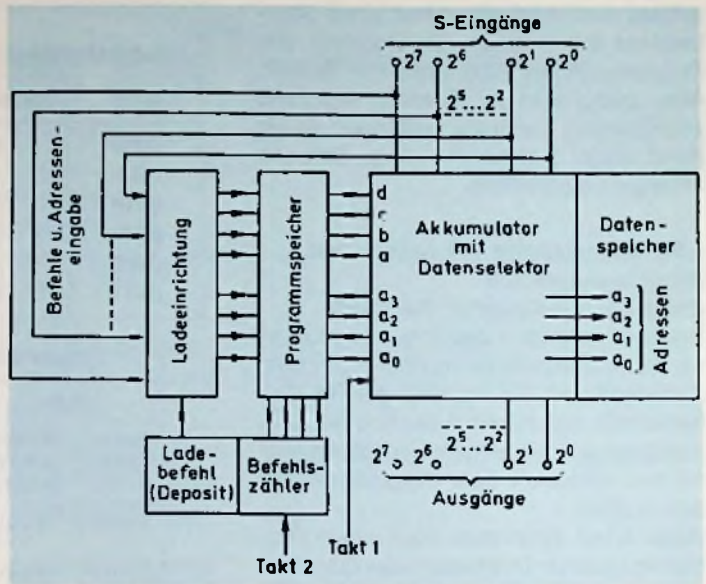 S-Eingänge
2⁷ 2⁶ 2¹ 2⁰
2⁵...2²
Befehle u. Adressen-
eingabe
Ladeeinrichtung
Programmspeicher
d
c
b
a
a₃
a₂
a₁
a₀
Akkumulator
mit
Datenselektor
Daten-
speicher
a₃
a₂
a₁
a₀
Adressen
Lade-
befehl
(Deposit)
Befehls-
zähler
2⁵...2²
2⁷ 2⁶ 2¹ 2⁰
Ausgänge
Takt 1
Takt 2